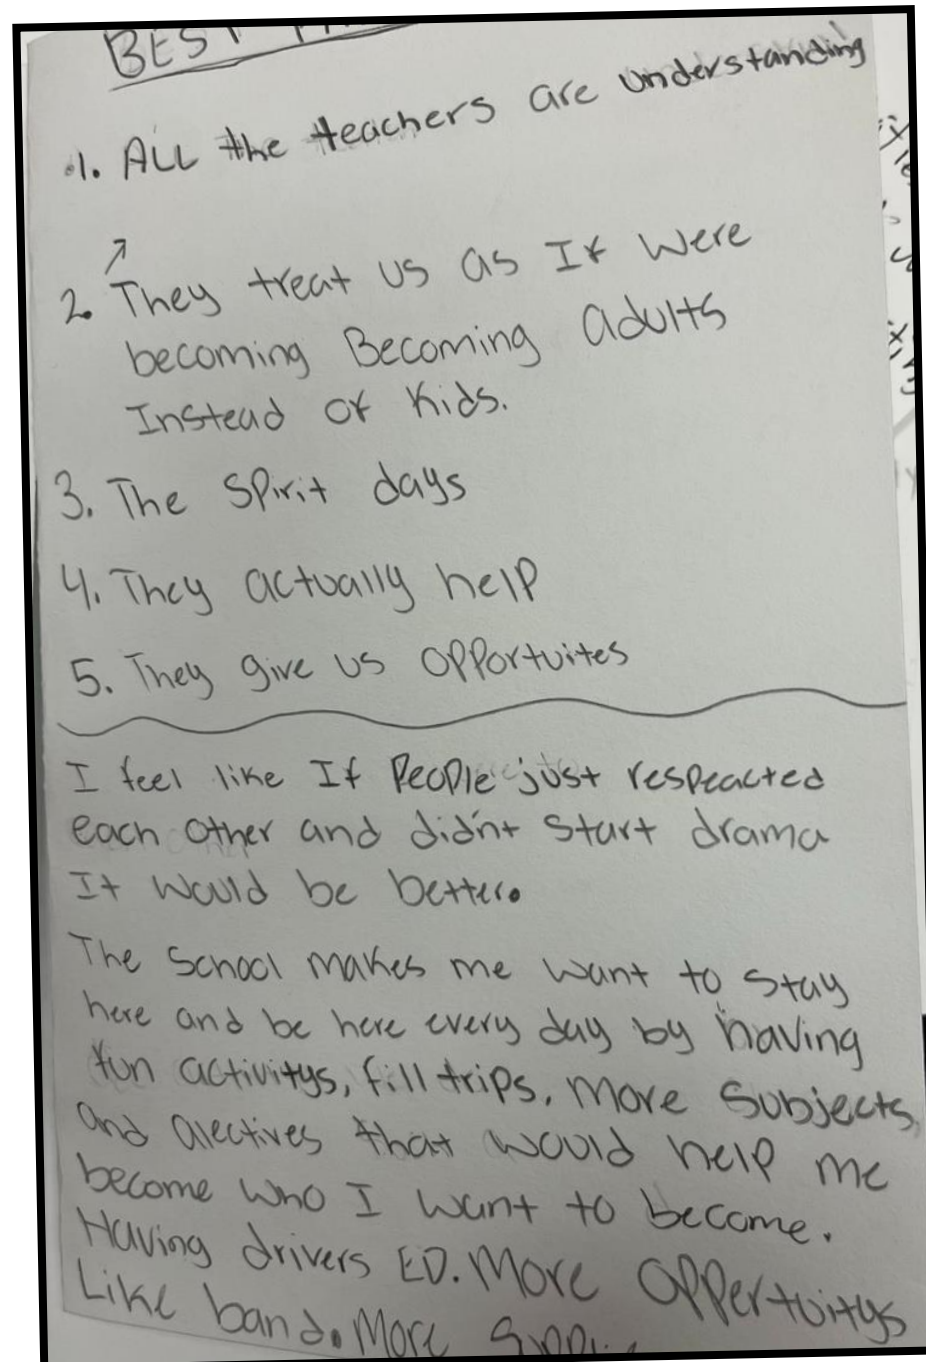 BEST
1. ALL the teachers are understanding
2. They treat us as If were
becoming Becoming adults
Instead of Kids.
3. The Spirit days
4. They actually help
5. They give us opportuites
I feel like If People just respeacted
each other and didn't start drama
It would be better.
The School makes me want to stay
here and be here every day by having
fun activitys, fill trips, More Subjects,
and alectives that would help me
become who I want to become.
Having drivers ED. More oppertuitys
Like band. More